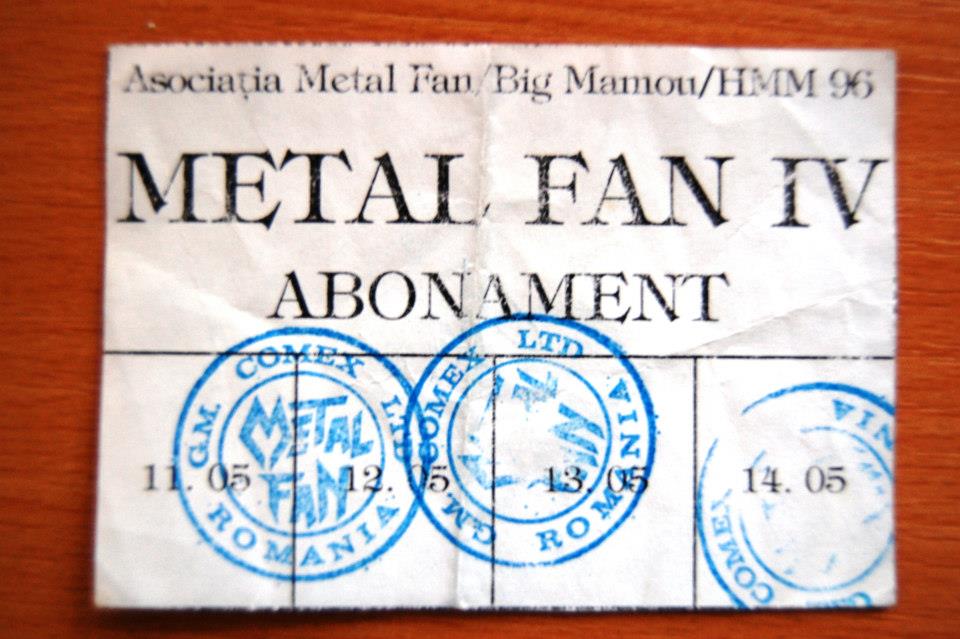 Asociația Metal Fan/Big Mamou/HMM 96
METAL FAN IV
ABONAMENT
11. 05 12. 05 13. 05 14. 05
G.M. COMEX LTD ROMANIA
METAL FAN
G.M. COMEX LTD ROMANIA
COMEX